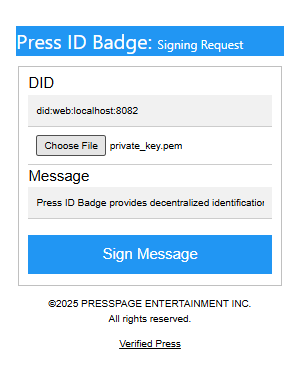 Press ID Badge: Signing Request
DID
did:web:localhost:8082
Choose File private_key.pem
Message
Press ID Badge provides decentralized identification
Sign Message
©2025 PRESSPAGE ENTERTAINMENT INC.
All rights reserved.
Verified Press